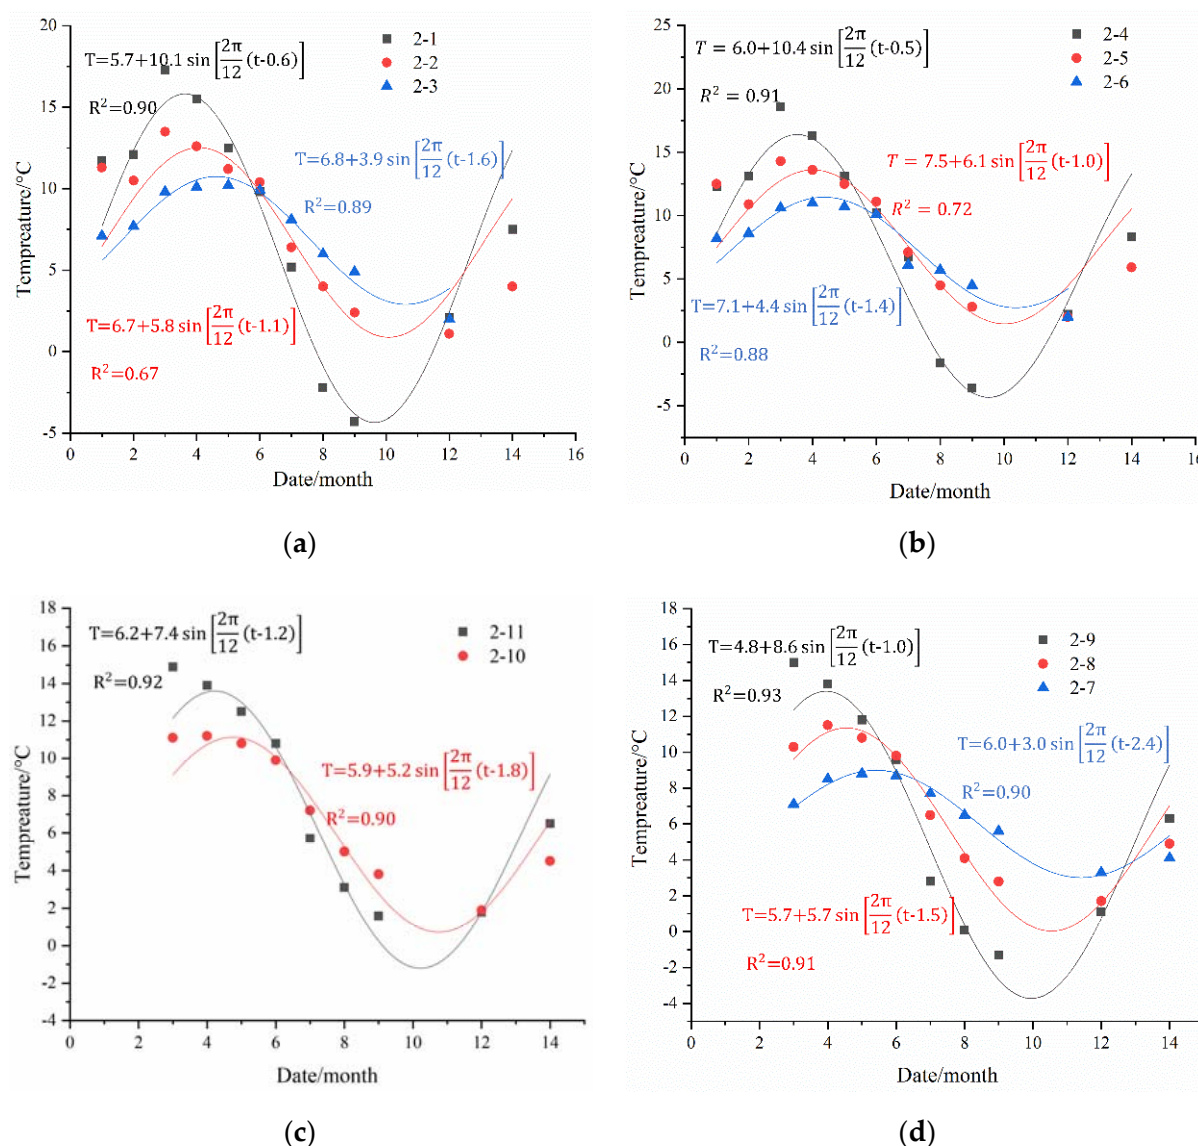 20
15
10
5
0
-5
0 2 4 6 8 10 12 14 16
Tempreature/°C
Date/month
2-1
2-2
2-3
T=5.7+10.1 sin[2π/12 (t-0.6)]
R²=0.90
T=6.8+3.9 sin[2π/12 (t-1.6)]
R²=0.89
T=6.7+5.8 sin[2π/12 (t-1.1)]
R²=0.67
(a)
25
20
15
10
5
0
-5
0 2 4 6 8 10 12 14 16
Tempreature/°C
Date/month
2-4
2-5
2-6
T = 6.0+10.4 sin[2π/12 (t-0.5)]
R² = 0.91
T = 7.5+6.1 sin[2π/12 (t-1.0)]
R² = 0.72
T=7.1+4.4 sin[2π/12 (t-1.4)]
R²=0.88
(b)
18
16
14
12
10
8
6
4
2
0
-2
-4
0 2 4 6 8 10 12 14
Tempreature/°C
Date/month
2-11
2-10
T=6.2+7.4 sin[2π/12 (t-1.2)]
R²=0.92
T=5.9+5.2 sin[2π/12 (t-1.8)]
R²=0.90
(c)
18
16
14
12
10
8
6
4
2
0
-2
-4
0 2 4 6 8 10 12 14
Tempreature/°C
Date/month
2-9
2-8
2-7
T=4.8+8.6 sin[2π/12 (t-1.0)]
R²=0.93
T=6.0+3.0 sin[2π/12 (t-2.4)]
R²=0.90
T=5.7+5.7 sin[2π/12 (t-1.5)]
R²=0.91
(d)